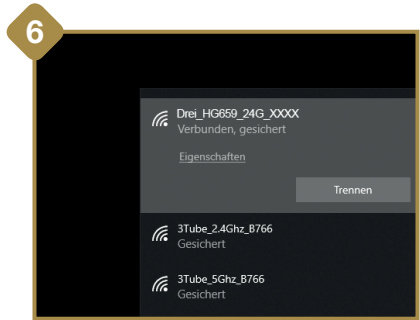 6
Drei_HG659_24G_XXXX
Verbunden, gesichert
Eigenschaften
Trennen
3Tube_2.4Ghz_B766
Gesichert
3Tube_5Ghz_B766
Gesichert